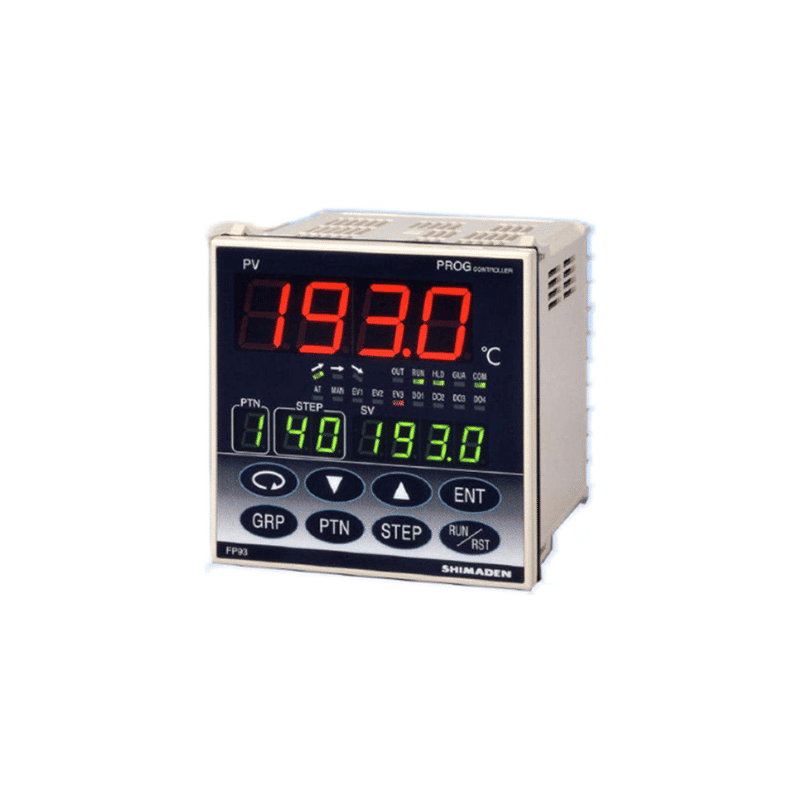 PV PROG CONTROLLER
193.0 °C
OUT RUN HLD GUA COM
AT MAN EV1 EV2 EV3 DO1 DO2 DO3 DO4
PTN STEP SV
1 40 193.0
ENT
GRP PTN STEP RUN/RST
FP93 SHIMADEN